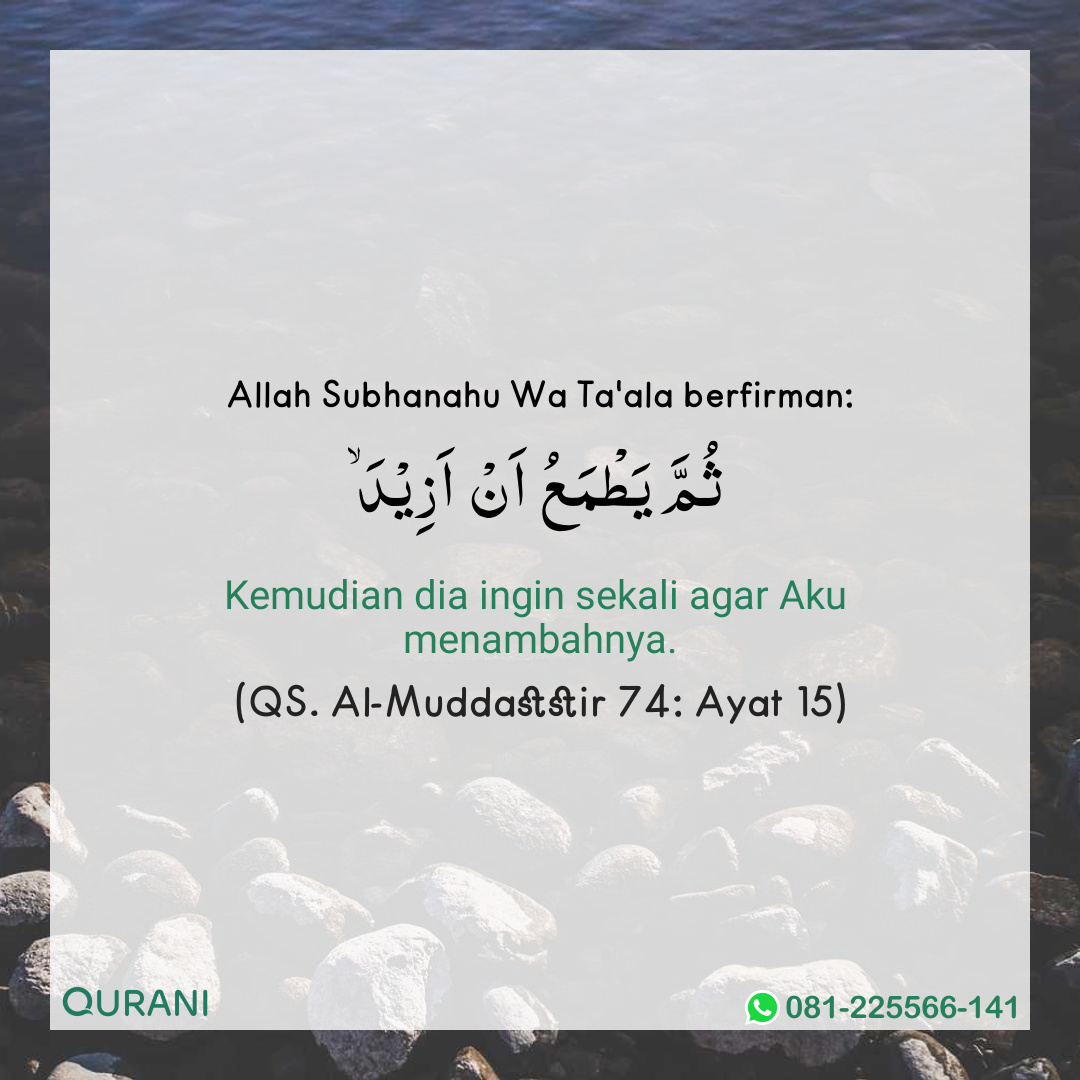 Allah Subhanahu Wa Ta'ala berfirman:
ثُمَّ يَطْمَعُ اَنْ اَزِيْدَۙ
Kemudian dia ingin sekali agar Aku
menambahnya.
(QS. Al-Muddaststir 74: Ayat 15)
QURANI
081-225566-141